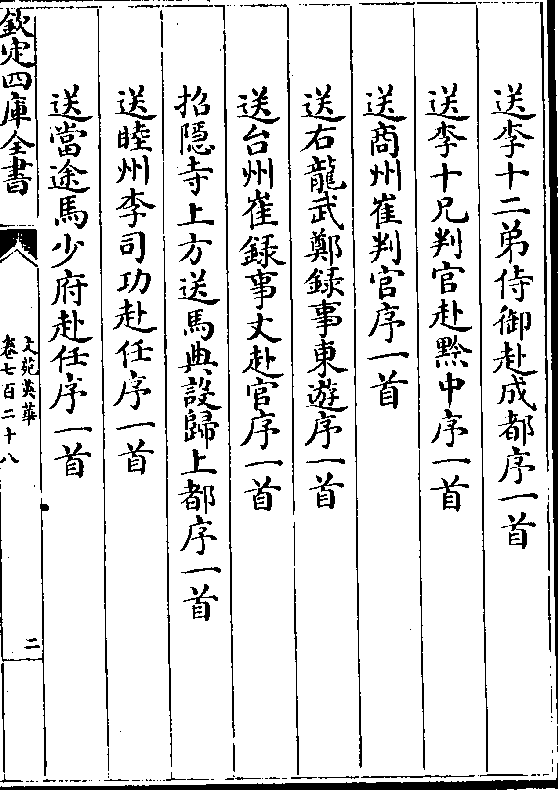 送李十二弟侍御赴成都序一首
送李十兄判官赴黔中序一首
送商州崔判官序一首
送右龍武鄭録事東遊序一首
送台州崔録事丈赴官序一首
招隠寺上方送馬典設歸上都序一首
送睦州李司功赴任序一首
送當途馬少府赴任序一首
欽定四庫全書
文苑英華
卷七百二十八
二